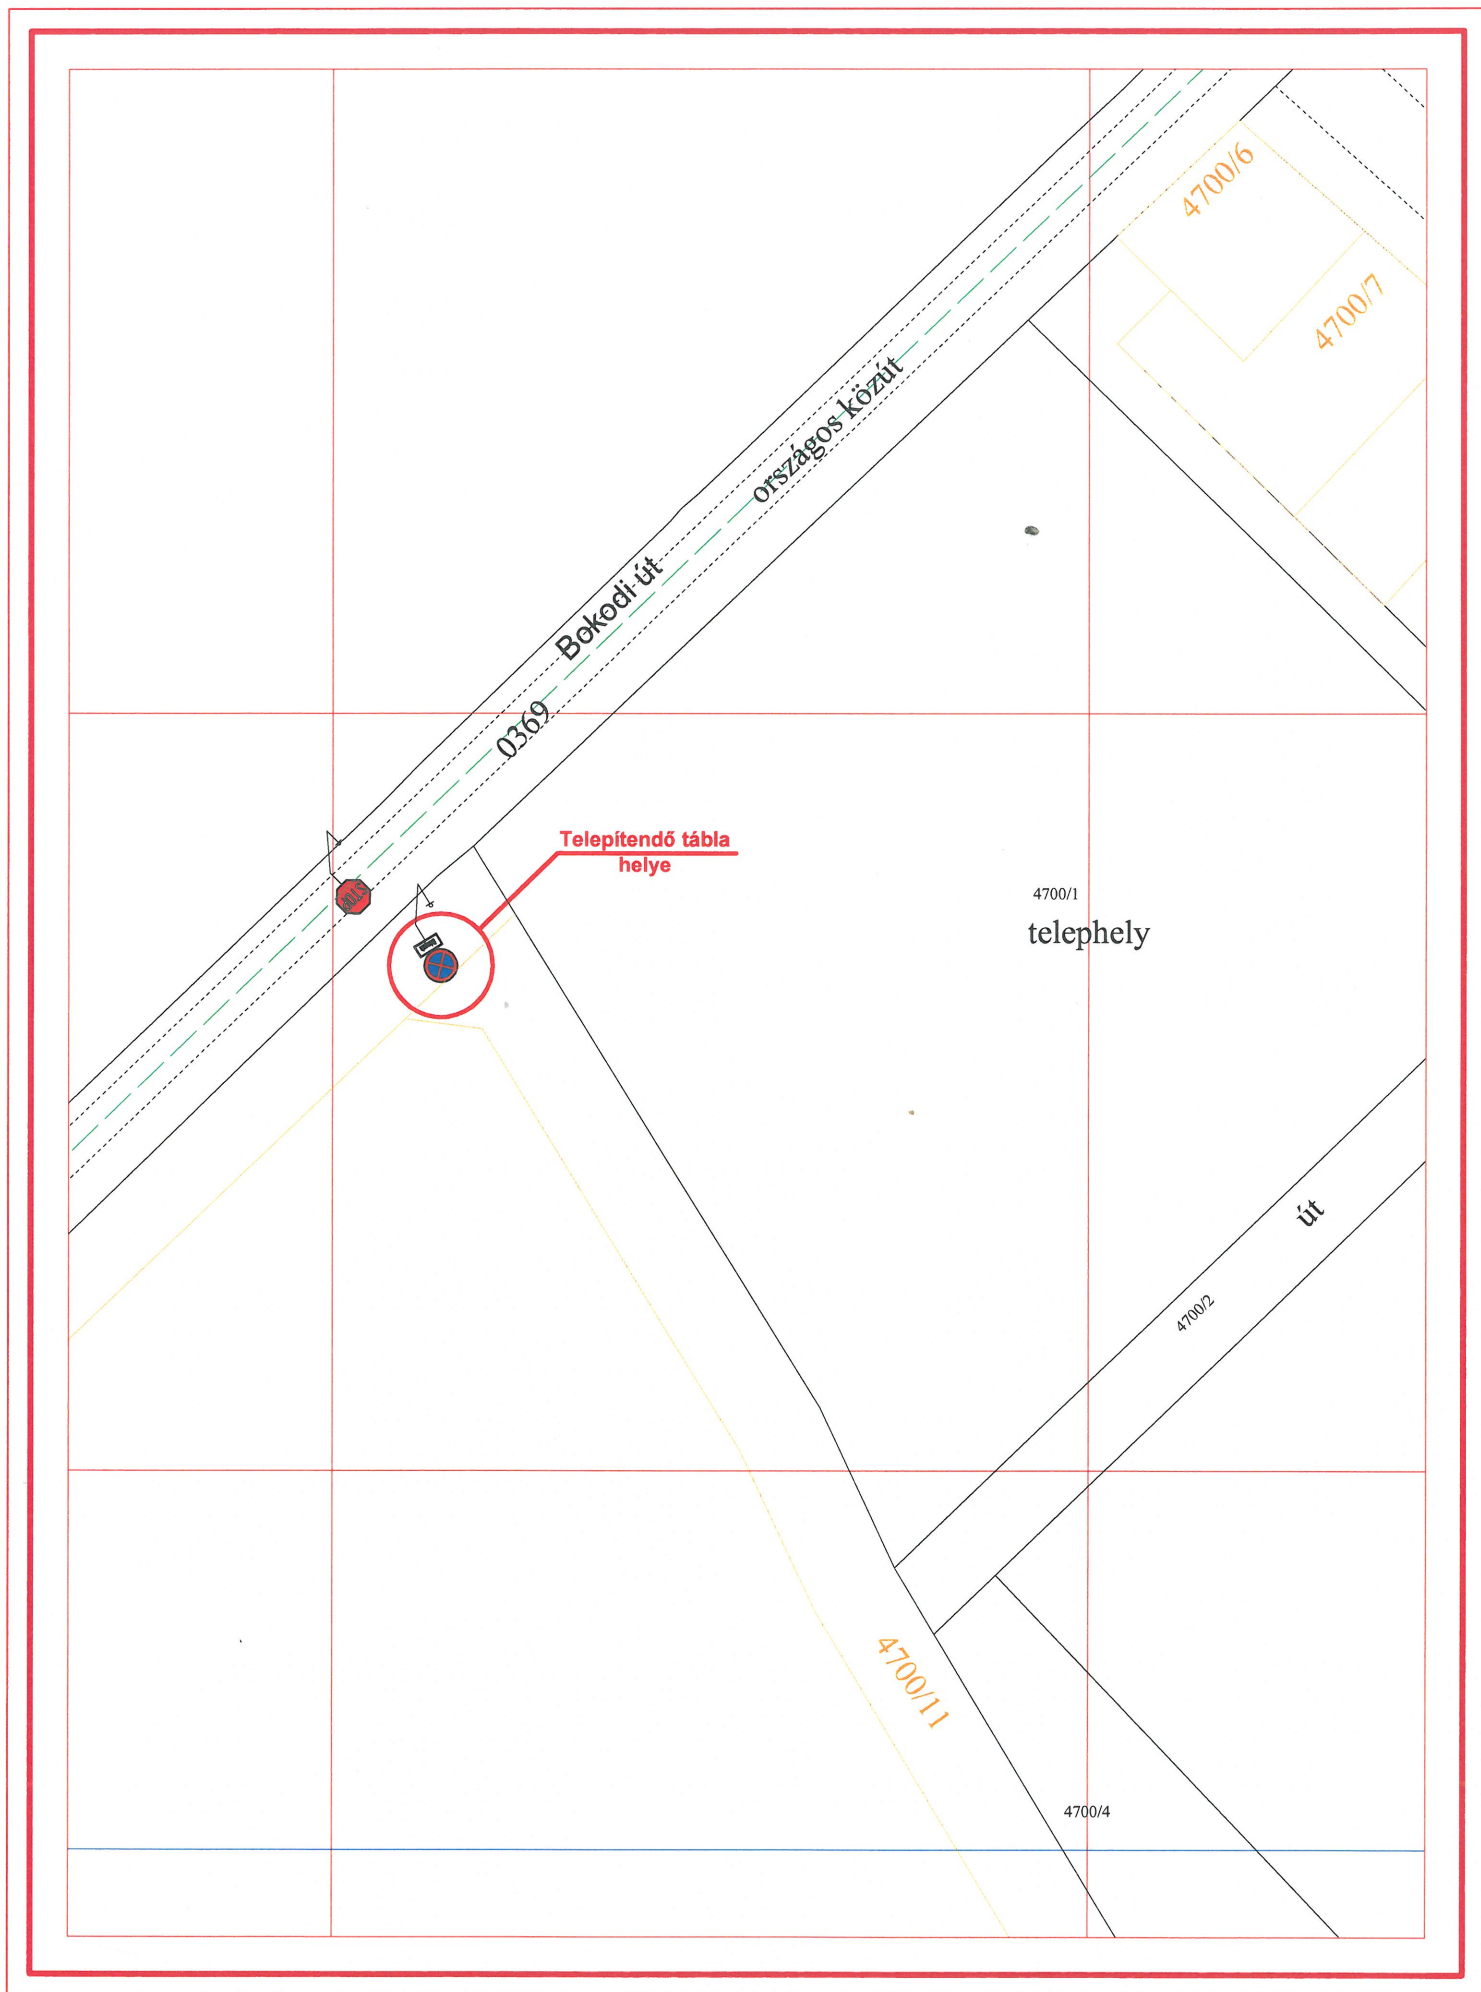 4700/6
4700/7
országos közút
Bokodi út
0369
Telepítendő tábla
helye
STOP
4700/1
telephely
út
4700/2
4700/11
4700/4